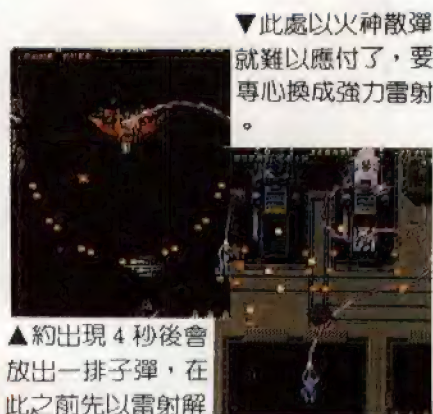 ▼此處以火神散彈
就難以應付了，要
專心換成強力雷射
。
▲約出現4秒後會
放出一排子彈，在
此之前先以雷射解